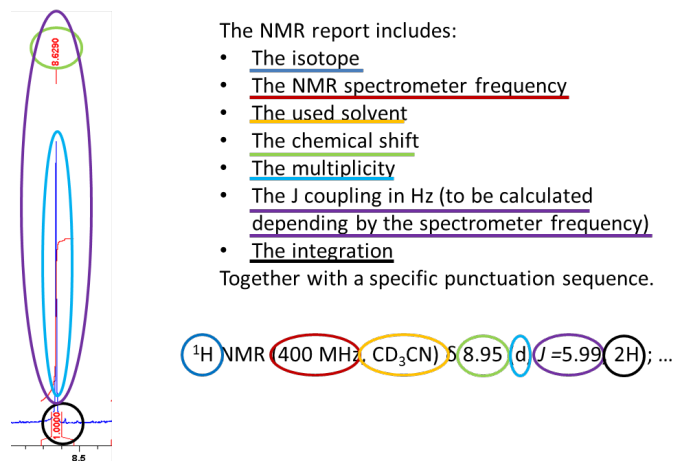 8.6290
1.0000
8.5
The NMR report includes:
• The isotope
• The NMR spectrometer frequency
• The used solvent
• The chemical shift
• The multiplicity
• The J coupling in Hz (to be calculated
depending by the spectrometer frequency)
• The integration
Together with a specific punctuation sequence.
¹H NMR (400 MHz, CD₃CN) δ 8.95 (d, J =5.99, 2H); ...